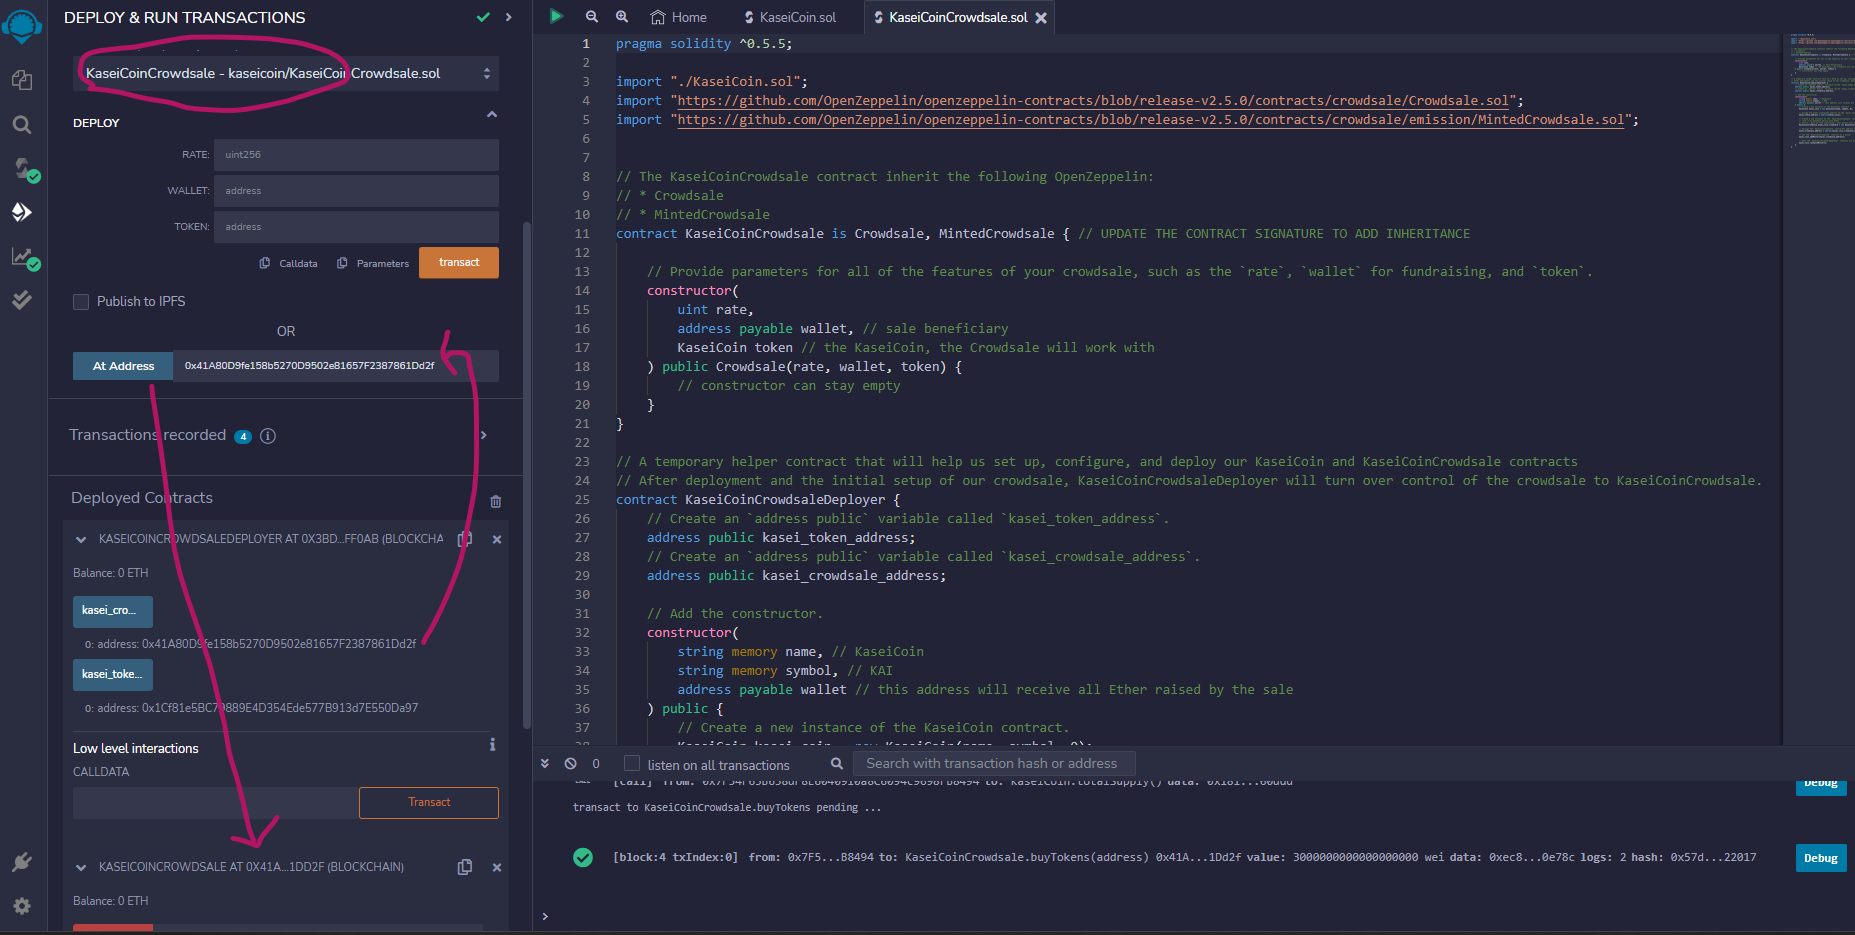 DEPLOY & RUN TRANSACTIONS
KaseiCoinCrowdsale - kaseicoin/KaseiCoinCrowdsale.sol
DEPLOY
RATE: uint256
WALLET: address
TOKEN: address
Calldata Parameters transact
Publish to IPFS
OR
At Address 0x41A80D9fe158b5270D9502e81657F2387861Dd2f
Transactions recorded 4 i
Deployed Contracts
KASEICOINCROWDSALEDEPLOYER AT 0X3BD...FF0AB (BLOCKCHA
Balance: 0 ETH
kasei_cro...
0: address: 0x41A80D9fe158b5270D9502e81657F2387861Dd2f
kasei_toke...
0: address: 0x1Cf81e5BC79889E4D354Ede577B913d7E550Da97
Low level interactions i
CALLDATA
Transact
KASEICOINCROWDSALE AT 0X41A...1DD2F (BLOCKCHAIN)
Balance: 0 ETH
Home KaseiCoin.sol KaseiCoinCrowdsale.sol
1 pragma solidity ^0.5.5;
2
3 import "./KaseiCoin.sol";
4 import "https://github.com/OpenZeppelin/openzeppelin-contracts/blob/release-v2.5.0/contracts/crowdsale/Crowdsale.sol";
5 import "https://github.com/OpenZeppelin/openzeppelin-contracts/blob/release-v2.5.0/contracts/crowdsale/emission/MintedCrowdsale.sol";
6
7
8 // The KaseiCoinCrowdsale contract inherit the following OpenZeppelin:
9 // * Crowdsale
10 // * MintedCrowdsale
11 contract KaseiCoinCrowdsale is Crowdsale, MintedCrowdsale { // UPDATE THE CONTRACT SIGNATURE TO ADD INHERITANCE
12
13 // Provide parameters for all of the features of your crowdsale, such as the `rate`, `wallet` for fundraising, and `token`.
14 constructor(
15 uint rate,
16 address payable wallet, // sale beneficiary
17 KaseiCoin token // the KaseiCoin, the Crowdsale will work with
18 ) public Crowdsale(rate, wallet, token) {
19 // constructor can stay empty
20 }
21 }
22
23 // A temporary helper contract that will help us set up, configure, and deploy our KaseiCoin and KaseiCoinCrowdsale contracts
24 // After deployment and the initial setup of our crowdsale, KaseiCoinCrowdsaleDeployer will turn over control of the crowdsale to KaseiCoinCrowdsale.
25 contract KaseiCoinCrowdsaleDeployer {
26 // Create an `address public` variable called `kasei_token_address`.
27 address public kasei_token_address;
28 // Create an `address public` variable called `kasei_crowdsale_address`.
29 address public kasei_crowdsale_address;
30
31 // Add the constructor.
32 constructor(
33 string memory name, // KaseiCoin
34 string memory symbol, // KAI
35 address payable wallet // this address will receive all Ether raised by the sale
36 ) public {
37 // Create a new instance of the KaseiCoin contract.
0 listen on all transactions Search with transaction hash or address
Debug
transact to KaseiCoinCrowdsale.buyTokens pending ...
[block:4 txIndex:0] from: 0x7F5...B8494 to: KaseiCoinCrowdsale.buyTokens(address) 0x41A...1Dd2f value: 3000000000000000000 wei data: 0xec8...0e78c logs: 2 hash: 0x57d...22017 Debug
>